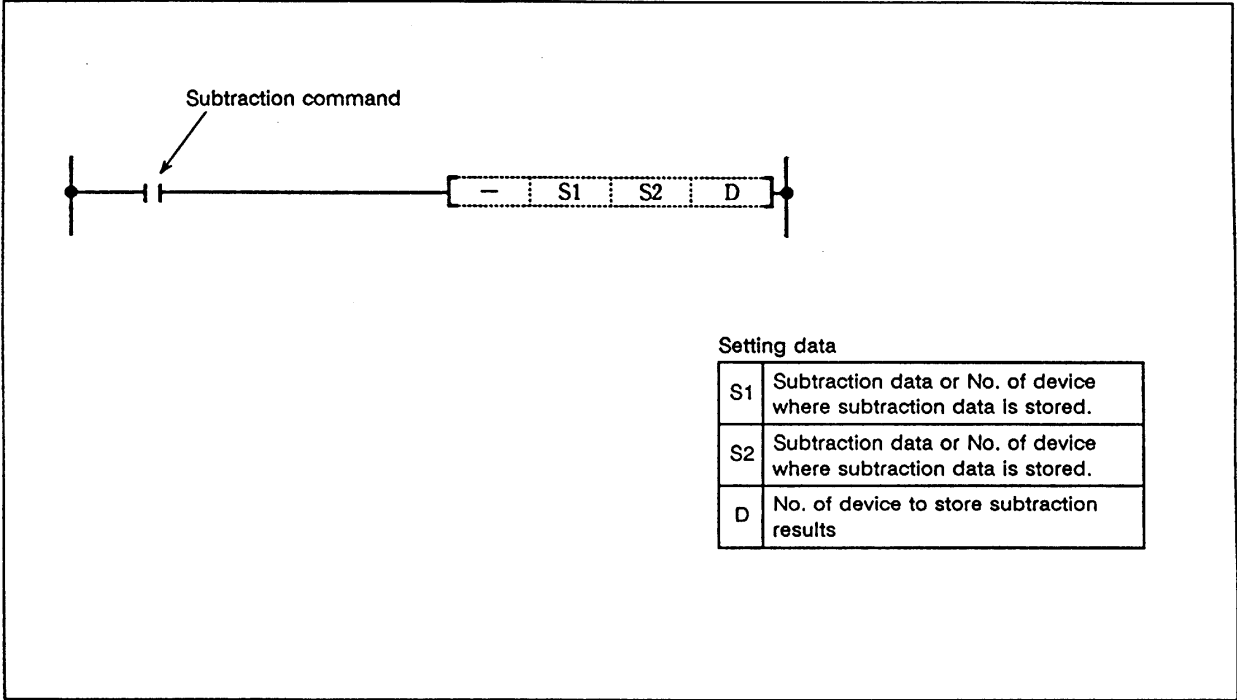 Subtraction command
— S1 S2 D
Setting data
S1 Subtraction data or No. of device
where subtraction data is stored.
S2 Subtraction data or No. of device
where subtraction data is stored.
D No. of device to store subtraction
results